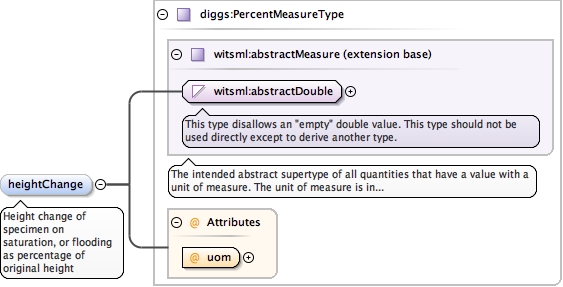 diggs:PercentMeasureType
witsml:abstractMeasure (extension base)
witsml:abstractDouble
This type disallows an "empty" double value. This type should not be
used directly except to derive another type.
The intended abstract supertype of all quantities that have a value with a
unit of measure. The unit of measure is in...
heightChange
Height change of
specimen on
saturation, or flooding
as percentage of
original height
@ Attributes
@ uom